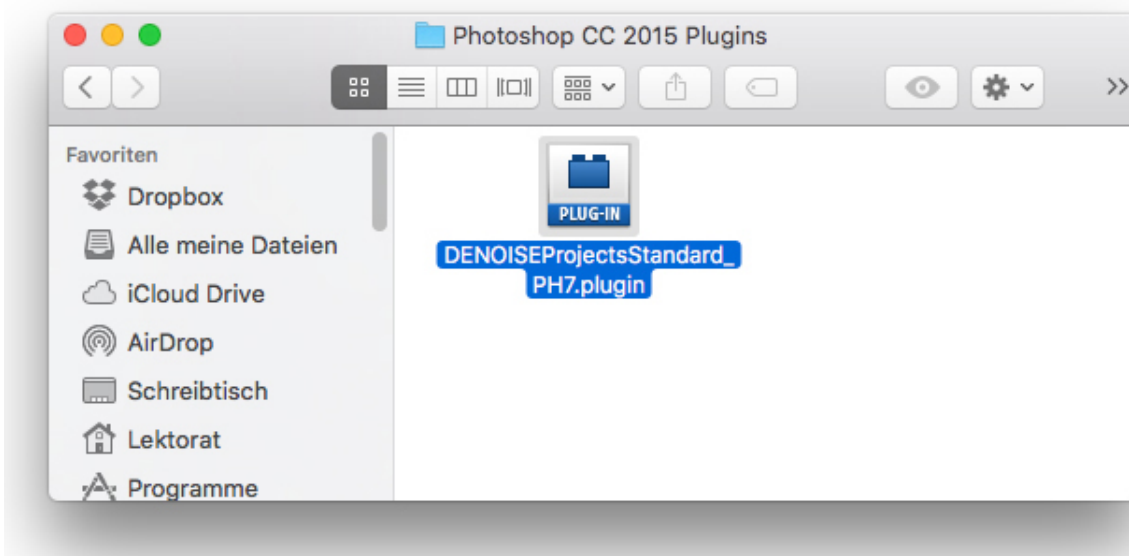 Photoshop CC 2015 Plugins
Favoriten
Dropbox
Alle meine Dateien
iCloud Drive
AirDrop
Schreibtisch
Lektorat
Programme
PLUG-IN
DENOISEProjectsStandard_
PH7.plugin